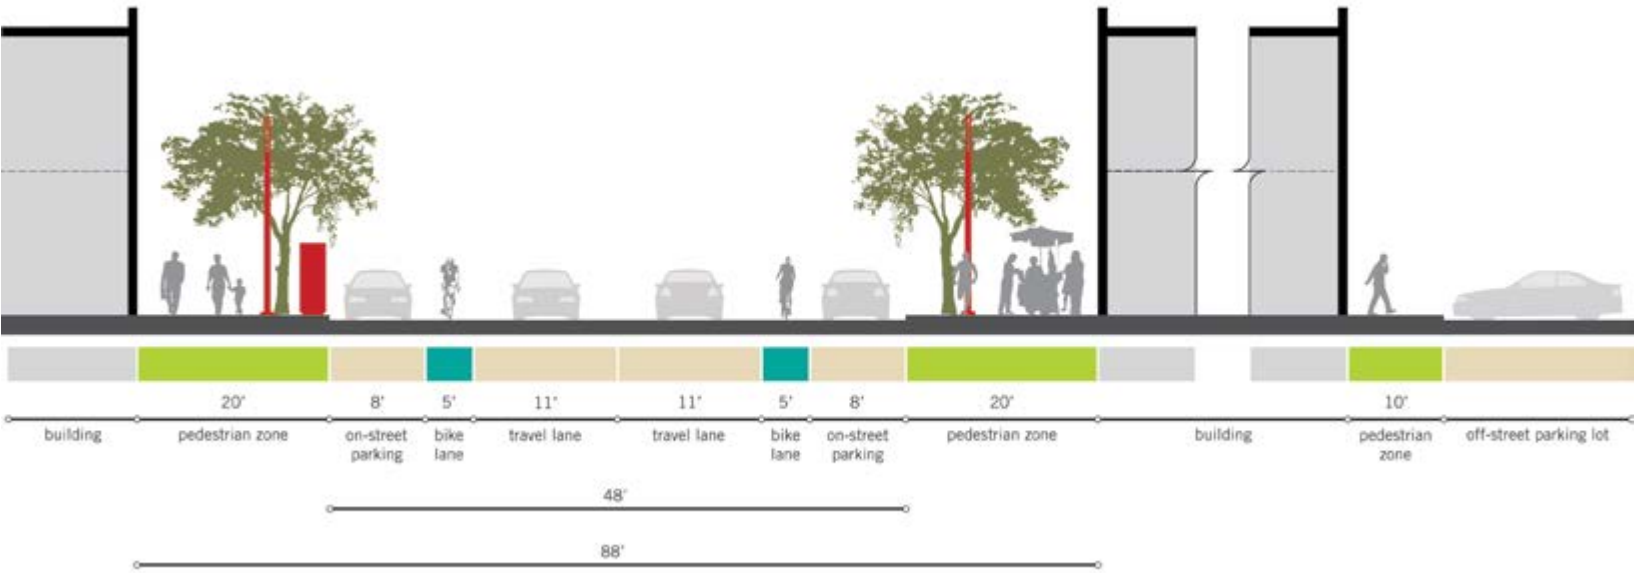 20' 8' 5' 11' 11' 5' 8' 20' 10'
building pedestrian zone on-street bike travel lane travel lane bike on-street pedestrian zone building pedestrian off-street parking lot
parking lane lane parking zone
48'
88'